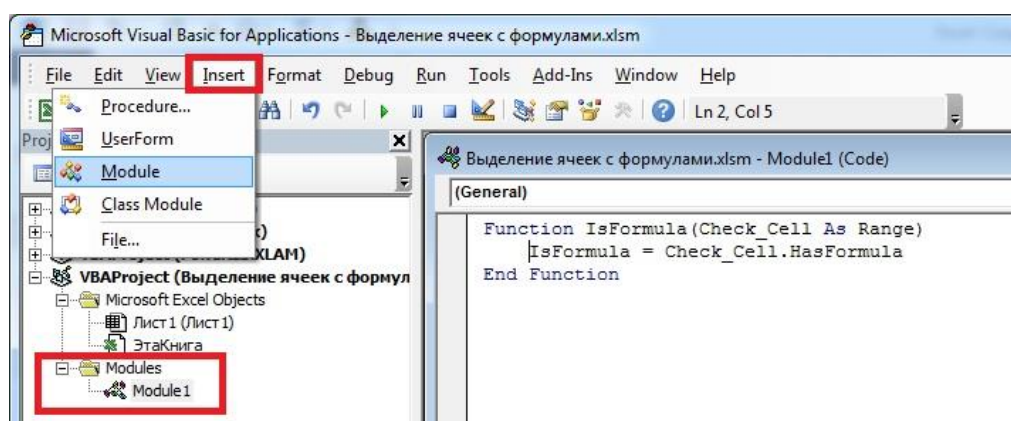 Microsoft Visual Basic for Applications - Выделение ячеек с формулами.xlsm
File Edit View Insert Format Debug Run Tools Add-Ins Window Help
Procedure...
UserForm
Module
Class Module
File...
Ln 2, Col 5
Proj
XLAM)
VBAProject (Выделение ячеек с формул
Microsoft Excel Objects
Лист1 (Лист1)
ЭтаКнига
Modules
Module1
Выделение ячеек с формулами.xlsm - Module1 (Code)
(General)
Function IsFormula(Check_Cell As Range)
IsFormula = Check_Cell.HasFormula
End Function